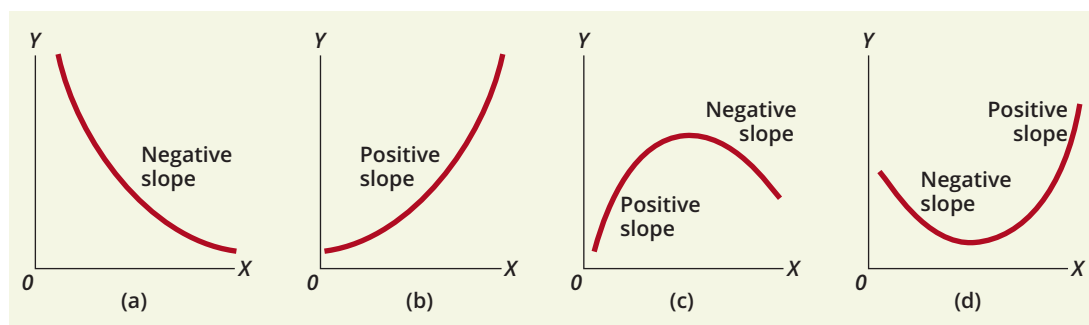 Y
Negative
slope
0
X
(a)
Y
Positive
slope
0
X
(b)
Y
Negative
slope
Positive
slope
0
X
(c)
Y
Positive
slope
Negative
slope
0
X
(d)